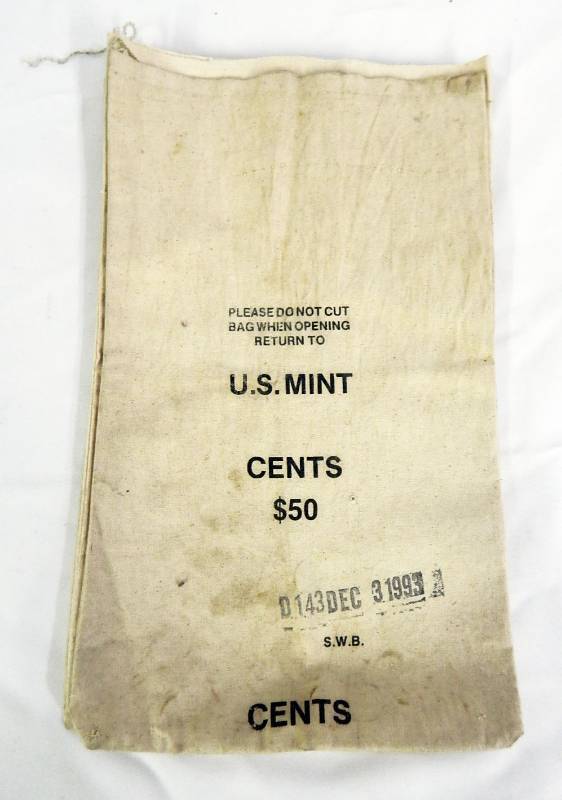 PLEASE DO NOT CUT
BAG WHEN OPENING
RETURN TO
U.S. MINT
CENTS
$50
D143DEC 31993
S.W.B.
CENTS